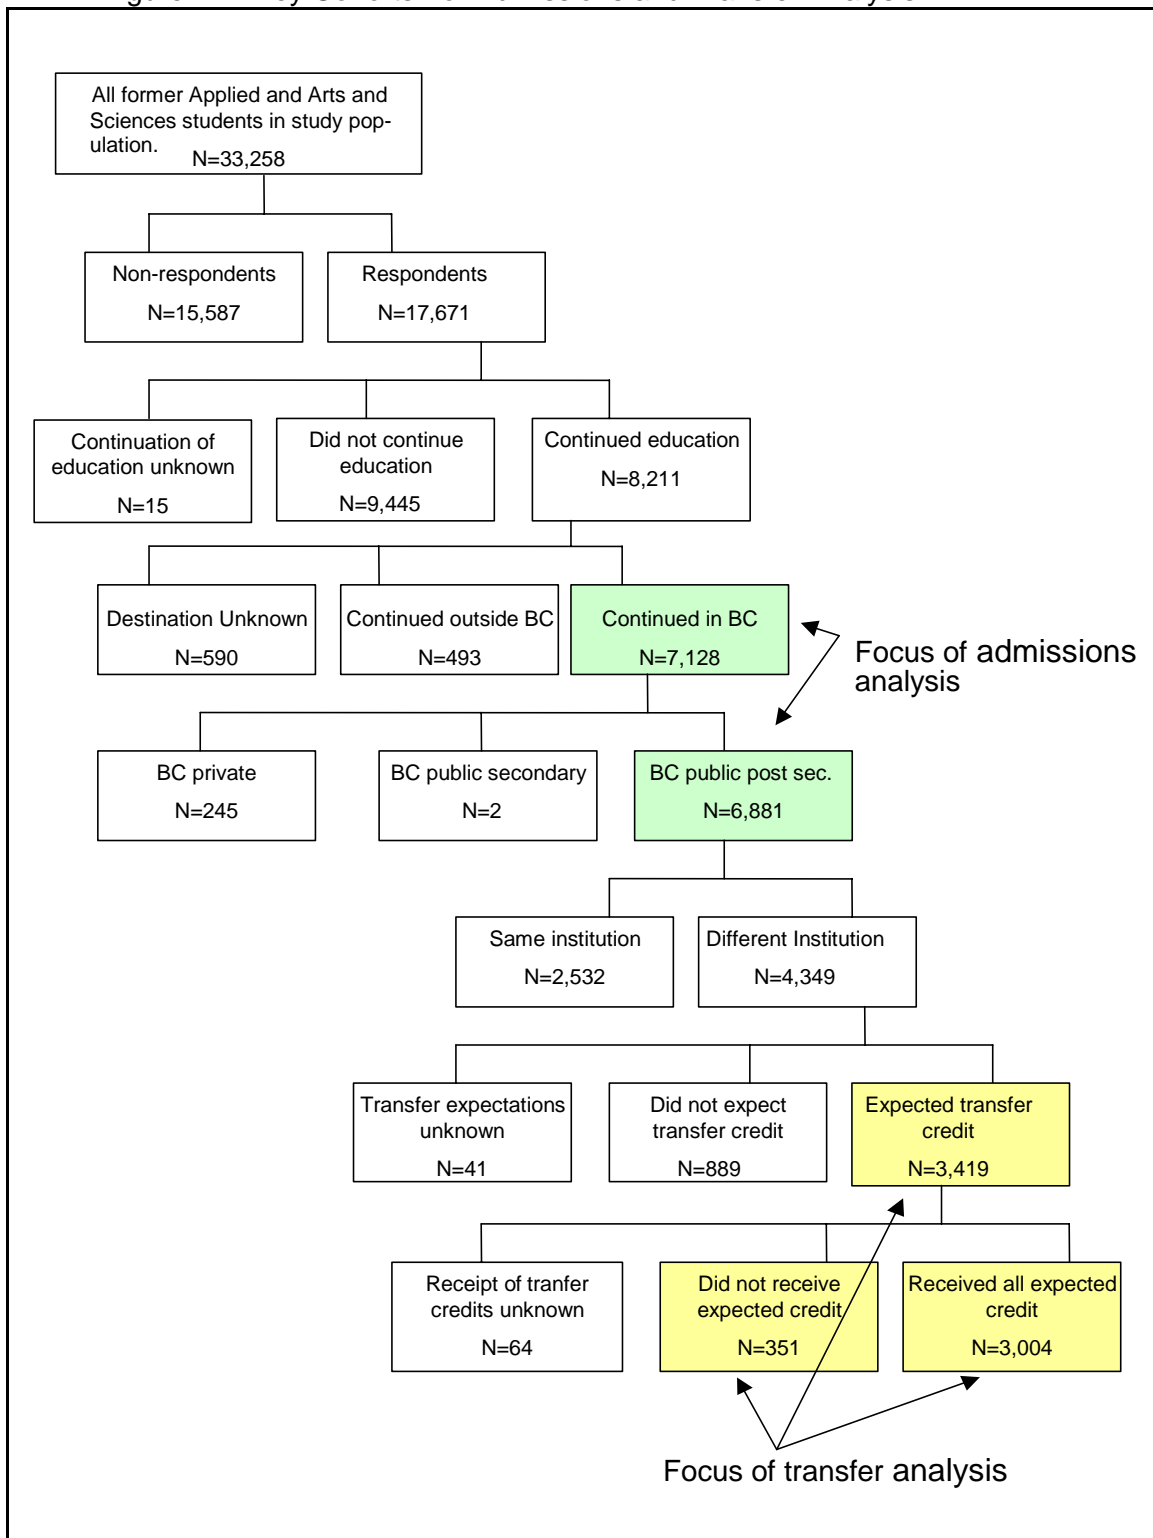 All former Applied and Arts and
Sciences students in study pop-
ulation.
N=33,258
Non-respondents
N=15,587
Respondents
N=17,671
Continuation of
education unknown
N=15
Did not continue
education
N=9,445
Continued education
N=8,211
Destination Unknown
N=590
Continued outside BC
N=493
Continued in BC
N=7,128
Focus of admissions
analysis
BC private
N=245
BC public secondary
N=2
BC public post sec.
N=6,881
Same institution
N=2,532
Different Institution
N=4,349
Transfer expectations
unknown
N=41
Did not expect
transfer credit
N=889
Expected transfer
credit
N=3,419
Receipt of tranfer
credits unknown
N=64
Did not receive
expected credit
N=351
Received all expected
credit
N=3,004
Focus of transfer analysis